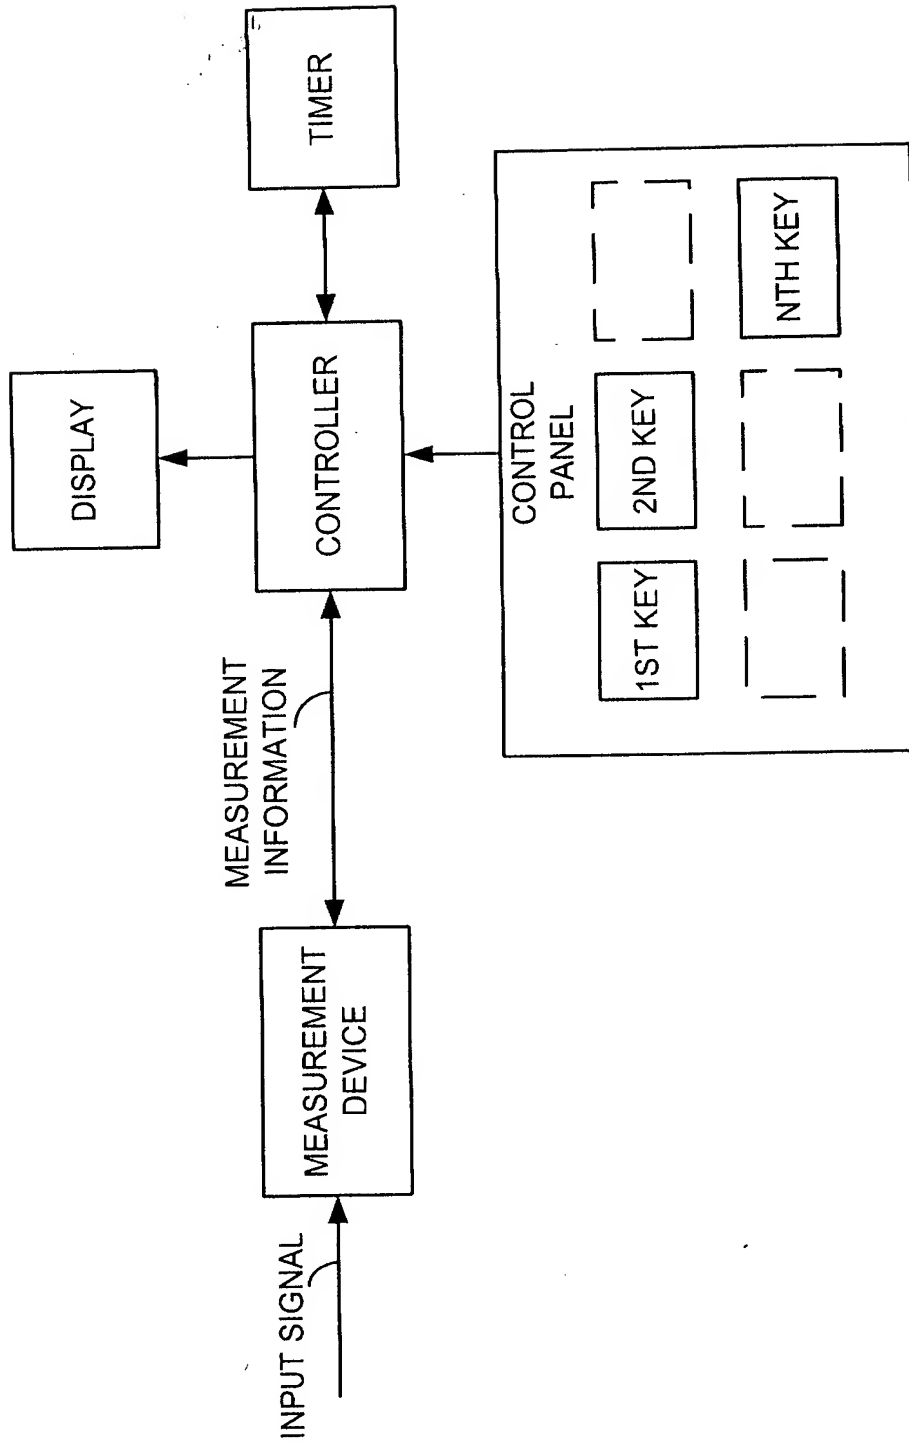 DISPLAY
MEASUREMENT
INFORMATION
INPUT SIGNAL
MEASUREMENT
DEVICE
CONTROLLER
TIMER
CONTROL
PANEL
1ST KEY
2ND KEY
NTH KEY